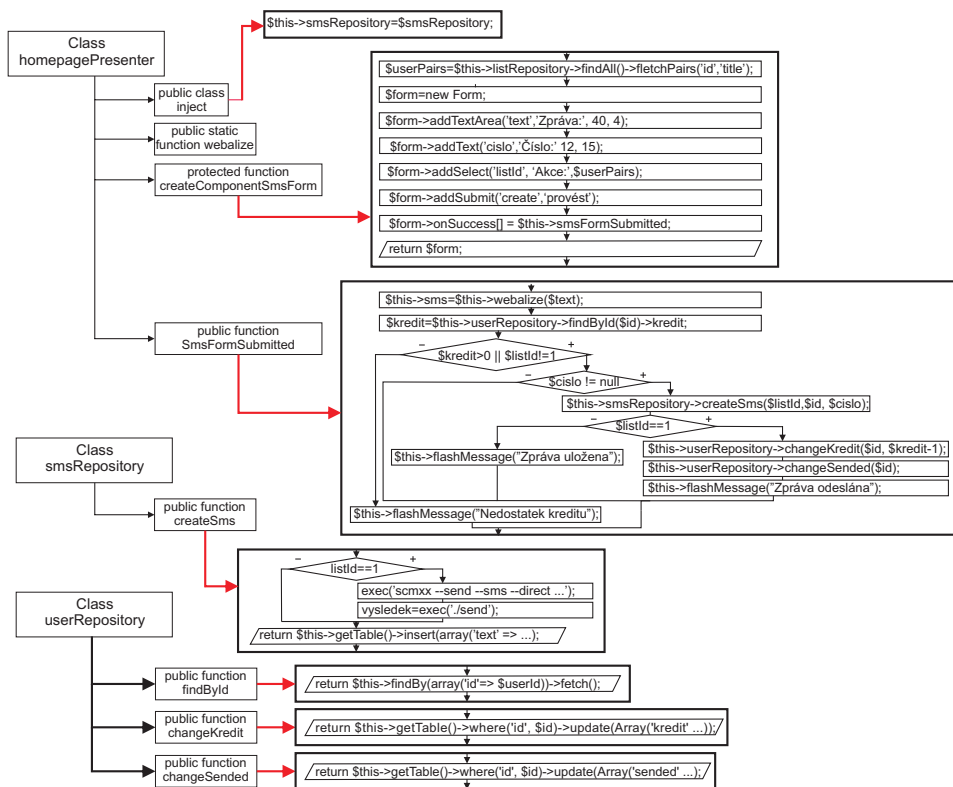 $this->smsRepository=$smsRepository;
Class
homepagePresenter
public class
inject
public static
function webalize
protected function
createComponentSmsForm
$userPairs=$this->listRepository->findAll()->fletchPairs('id','title');
$form=new Form;
$form->addTextArea('text','Zpráva:', 40, 4);
$form->addText('cislo','Číslo:' 12, 15);
$form->addSelect('listId', 'Akce:',$userPairs);
$form->addSubmit('create','provést');
$form->onSuccess[] = $this->smsFormSubmitted;
return $form;
public function
SmsFormSubmitted
$this->sms=$this->webalize($text);
$kredit=$this->userRepository->findById($id)->kredit;
− $kredit>0 || $listId!=1 +
− $cislo != null +
$this->smsRepository->createSms($listId,$id, $cislo);
− $listId==1 +
$this->userRepository->changeKredit($id, $kredit-1);
$this->flashMessage("Zpráva uložena");
$this->userRepository->changeSended($id);
$this->flashMessage("Zpráva odeslána");
$this->flashMessage("Nedostatek kreditu");
Class
smsRepository
public function
createSms
− listId==1 +
exec('scmxx --send --sms --direct ...');
vysledek=exec('./send');
return $this->getTable()->insert(array('text' => ...);
Class
userRepository
public function
findById
return $this->findBy(array('id'=> $userId))->fetch();
public function
changeKredit
return $this->getTable()->where('id', $id)->update(Array('kredit' ...));
public function
changeSended
return $this->getTable()->where('id', $id)->update(Array('sended' ...);